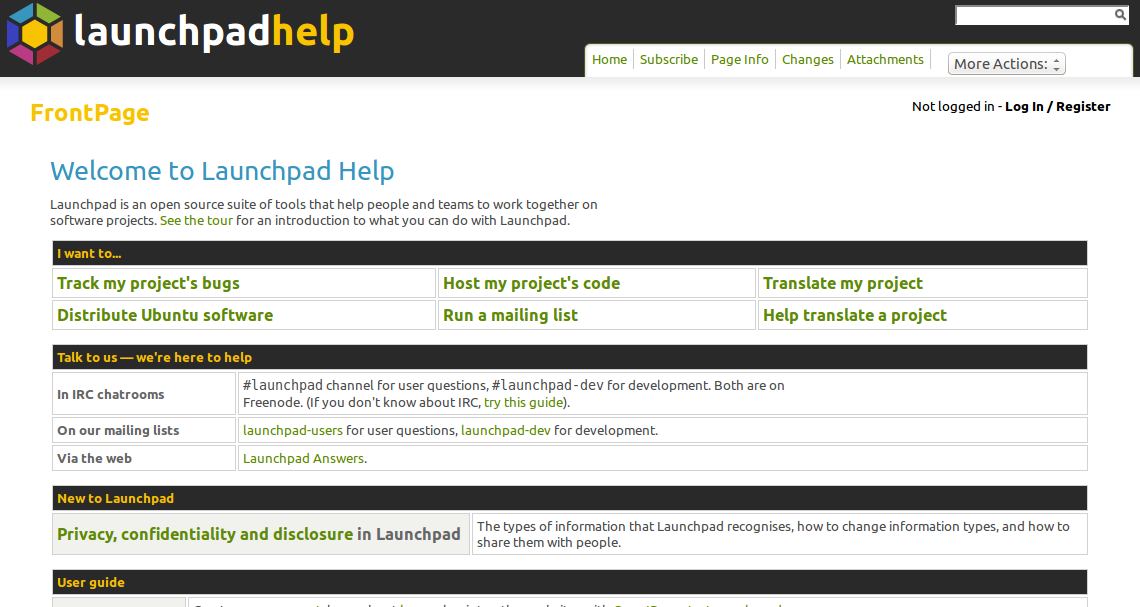 launchpadhelp
Home Subscribe Page Info Changes Attachments More Actions:
FrontPage
Not logged in - Log In / Register
Welcome to Launchpad Help
Launchpad is an open source suite of tools that help people and teams to work together on
software projects. See the tour for an introduction to what you can do with Launchpad.
I want to...
Track my project's bugs Host my project's code Translate my project
Distribute Ubuntu software Run a mailing list Help translate a project
Talk to us — we're here to help
In IRC chatrooms
#launchpad channel for user questions, #launchpad-dev for development. Both are on
Freenode. (If you don't know about IRC, try this guide).
On our mailing lists launchpad-users for user questions, launchpad-dev for development.
Via the web Launchpad Answers.
New to Launchpad
Privacy, confidentiality and disclosure in Launchpad
The types of information that Launchpad recognises, how to change information types, and how to
share them with people.
User guide